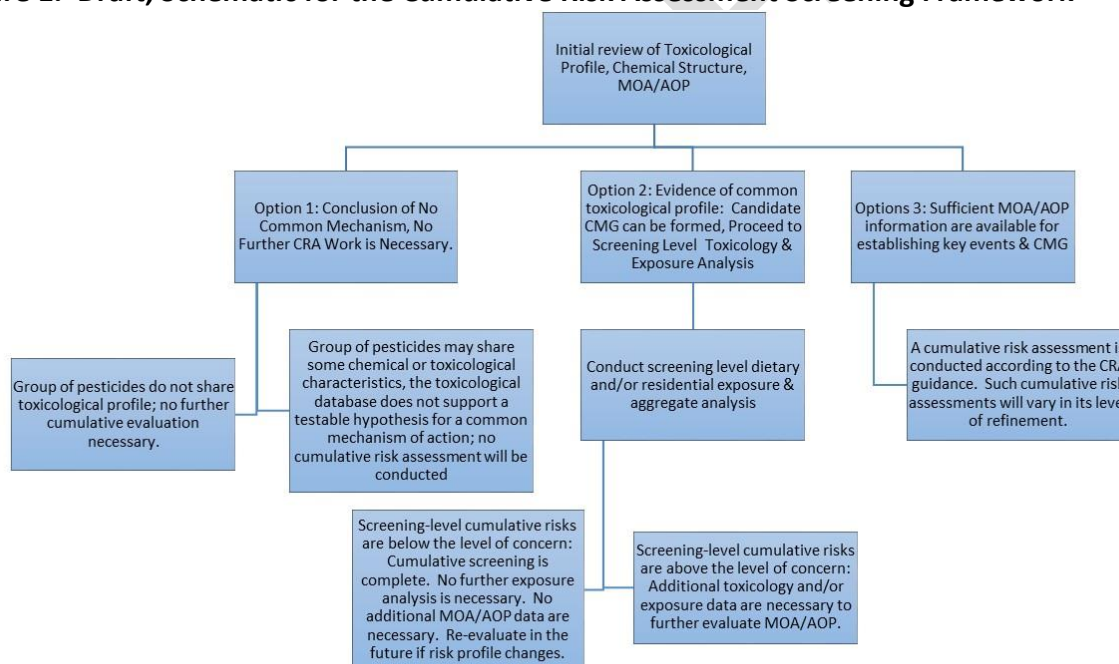 Initial review of Toxicological
Profile, Chemical Structure,
MOA/AOP
Option 1: Conclusion of No
Common Mechanism, No
Further CRA Work is Necessary.
Option 2: Evidence of common
toxicological profile: Candidate
CMG can be formed, Proceed to
Screening Level Toxicology &
Exposure Analysis
Options 3: Sufficient MOA/AOP
information are available for
establishing key events & CMG
Group of pesticides do not share
toxicological profile; no further
cumulative evaluation
necessary.
Group of pesticides may share
some chemical or toxicological
characteristics, the toxicological
database does not support a
testable hypothesis for a common
mechanism of action; no
cumulative risk assessment will be
conducted
Conduct screening level dietary
and/or residential exposure &
aggregate analysis
A cumulative risk assessment i
conducted according to the CRA
guidance. Such cumulative risk
assessments will vary in its leve
of refinement.
Screening-level cumulative risks
are below the level of concern:
Cumulative screening is
complete. No further exposure
analysis is necessary. No
additional MOA/AOP data are
necessary. Re-evaluate in the
future if risk profile changes.
Screening-level cumulative risks
are above the level of concern:
Additional toxicology and/or
exposure data are necessary to
further evaluate MOA/AOP.